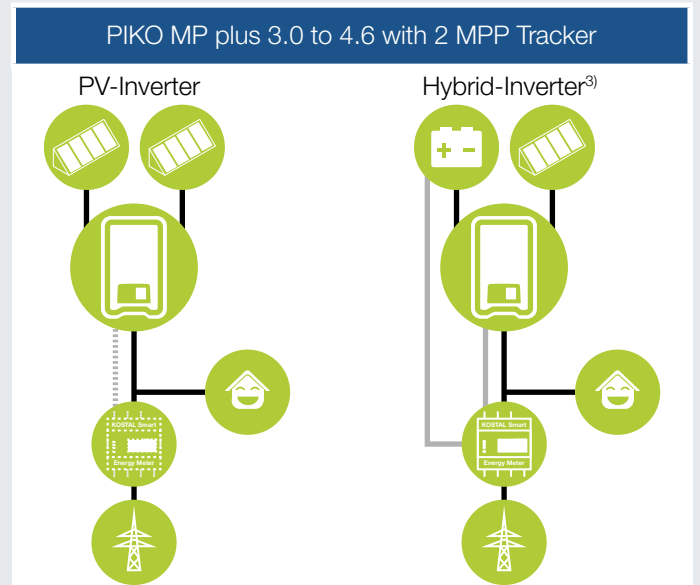 PIKO MP plus 3.0 to 4.6 with 2 MPP Tracker
PV-Inverter
Hybrid-Inverter³⁾
KOSTAL Smart
Energy Meter
KOSTAL Smart
Energy Meter